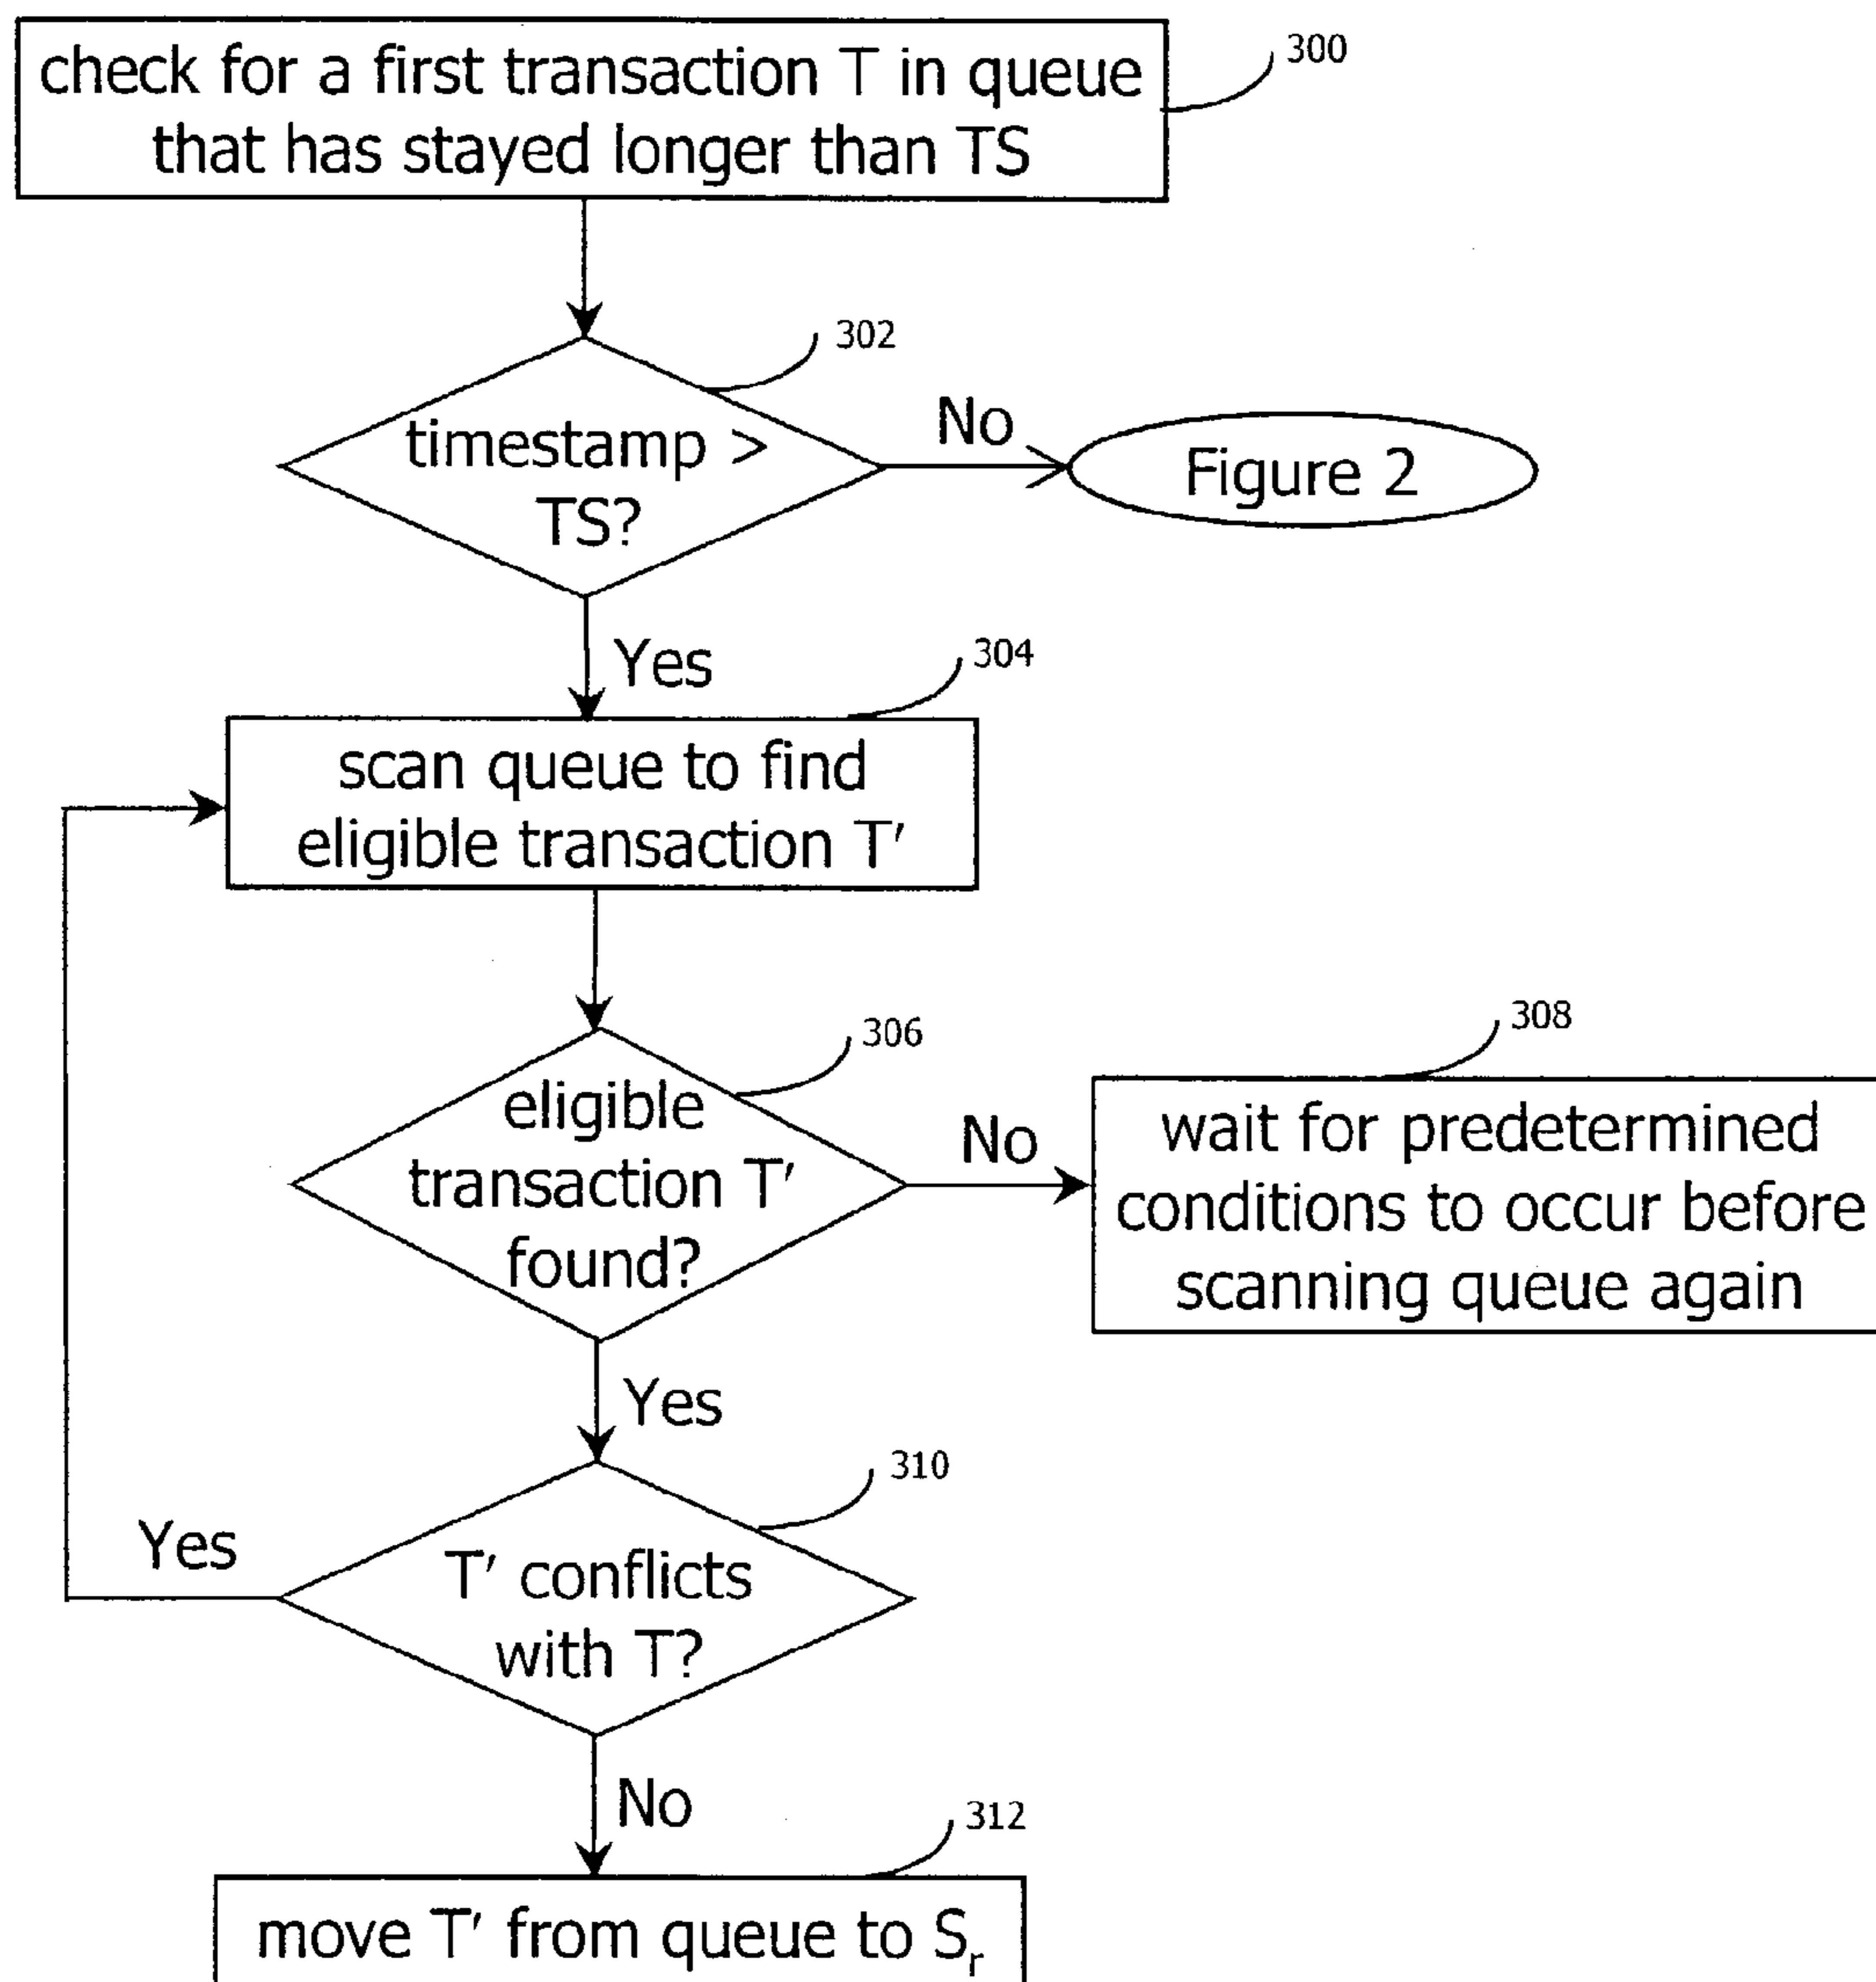 check for a first transaction T in queue
that has stayed longer than TS
300
302
timestamp >
TS?
No
Figure 2
Yes
304
scan queue to find
eligible transaction T′
306
eligible
transaction T′
found?
No
308
wait for predetermined
conditions to occur before
scanning queue again
Yes
310
T′ conflicts
with T?
Yes
No
312
move T′ from queue to Sᵣ